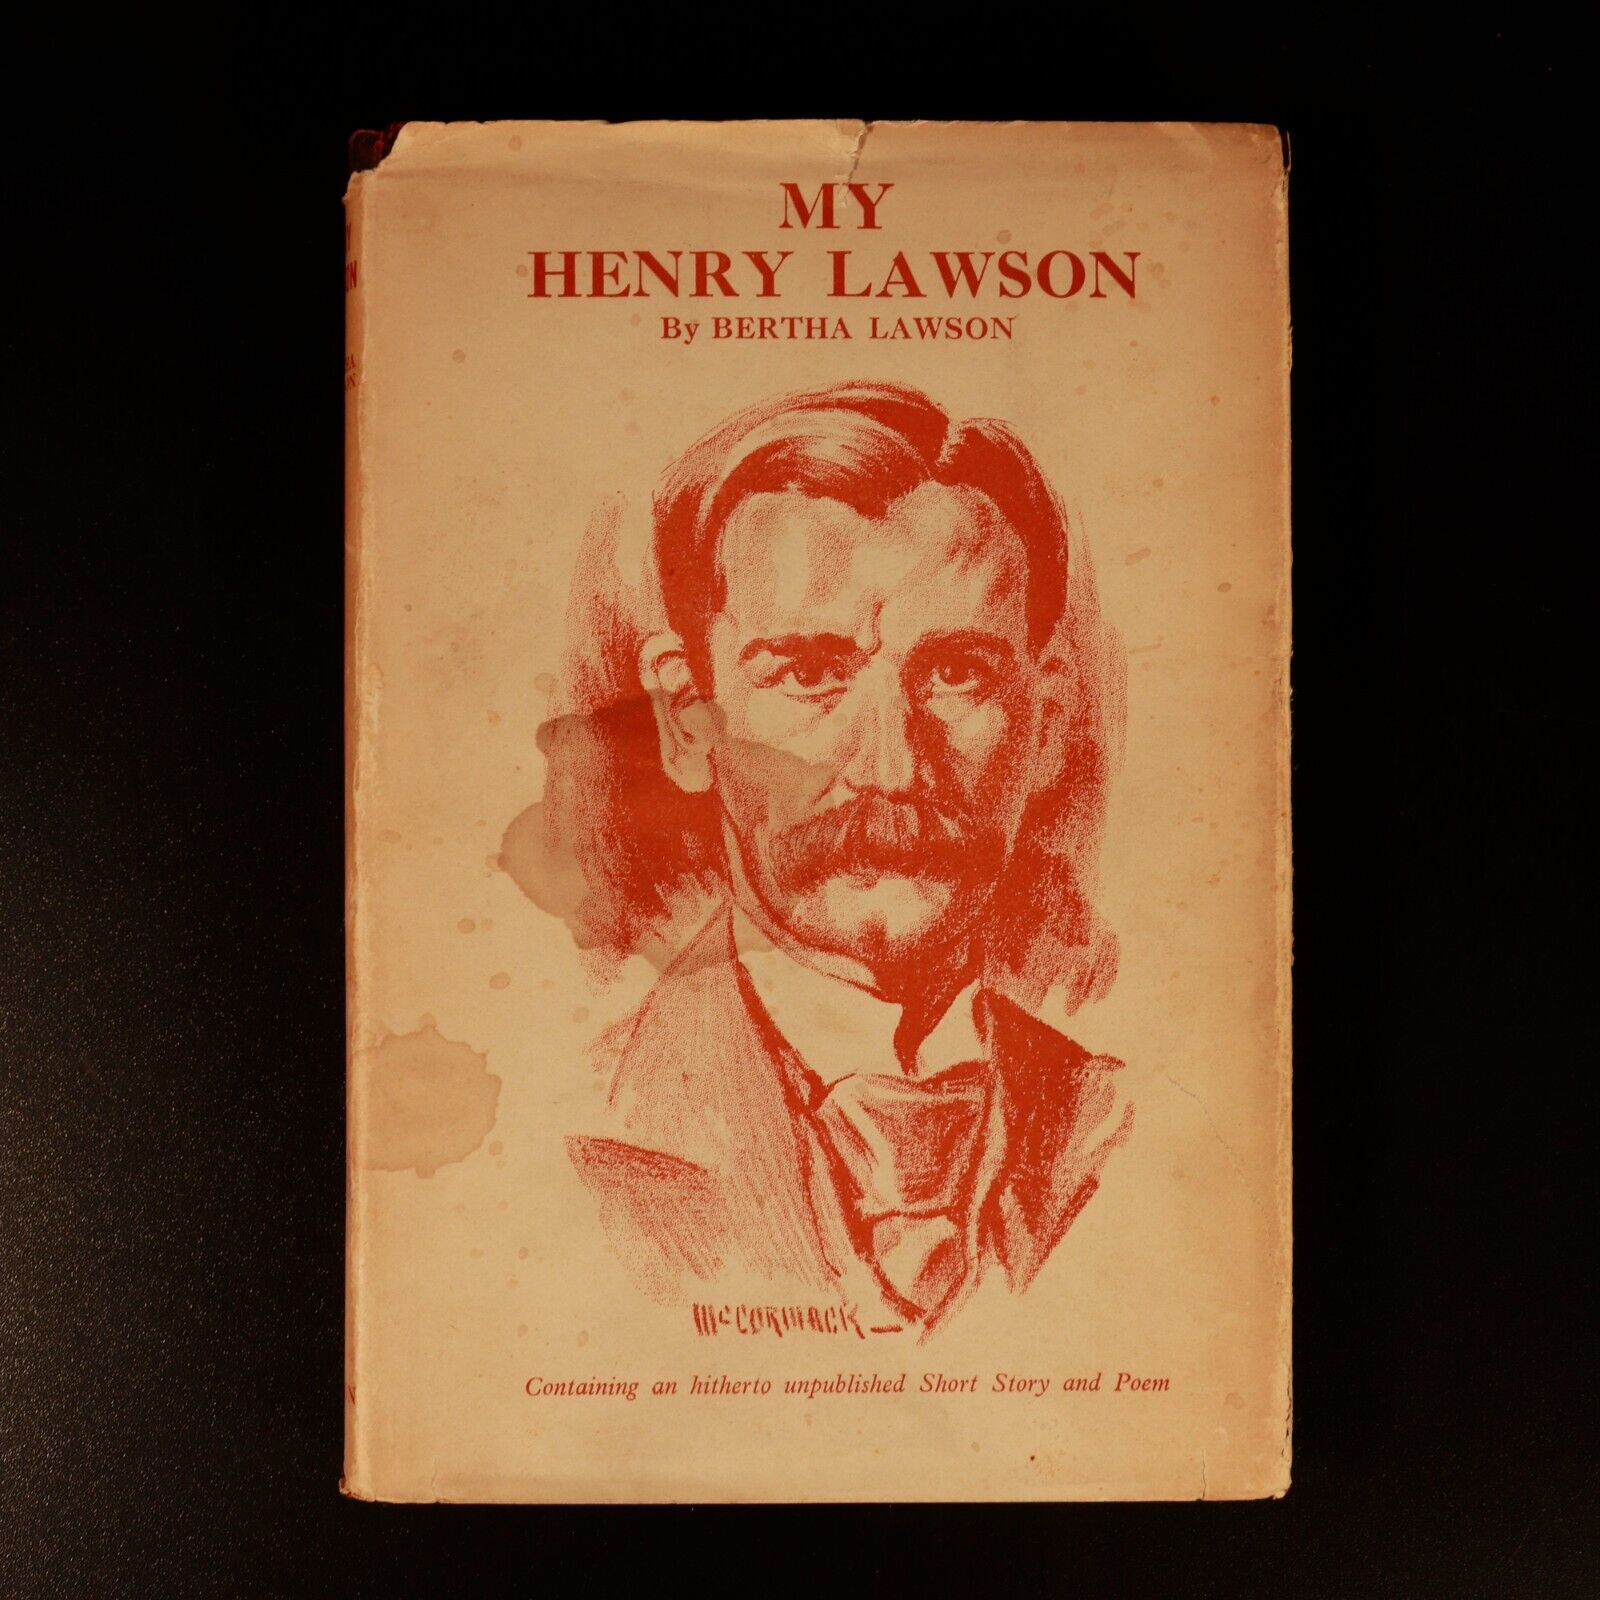 MY
HENRY LAWSON
By BERTHA LAWSON
McCORMACK
Containing an hitherto unpublished Short Story and Poem